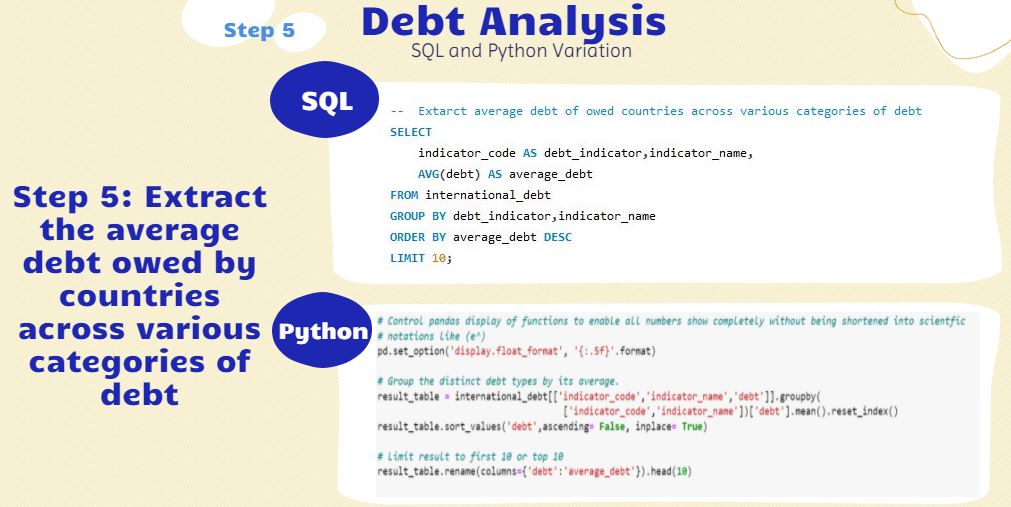 Step 5
Debt Analysis
SQL and Python Variation
SQL
-- Extarct average debt of owed countries across various categories of debt
SELECT
indicator_code AS debt_indicator,indicator_name,
AVG(debt) AS average_debt
FROM international_debt
GROUP BY debt_indicator,indicator_name
ORDER BY average_debt DESC
LIMIT 10;
Step 5: Extract
the average
debt owed by
countries
across various
categories of
debt
Python
# Control pandas display of functions to enable all numbers show completely without being shortened into scientfic
# notations like (e^)
pd.set_option('display.float_format', '{:.5f}'.format)
# Group the distinct debt types by its average.
result_table = international_debt[['indicator_code','indicator_name','debt']].groupby(
['indicator_code','indicator_name'])['debt'].mean().reset_index()
result_table.sort_values('debt',ascending= False, inplace= True)
# Limit result to first 10 or top 10
result_table.rename(columns={'debt':'average_debt'}).head(10)